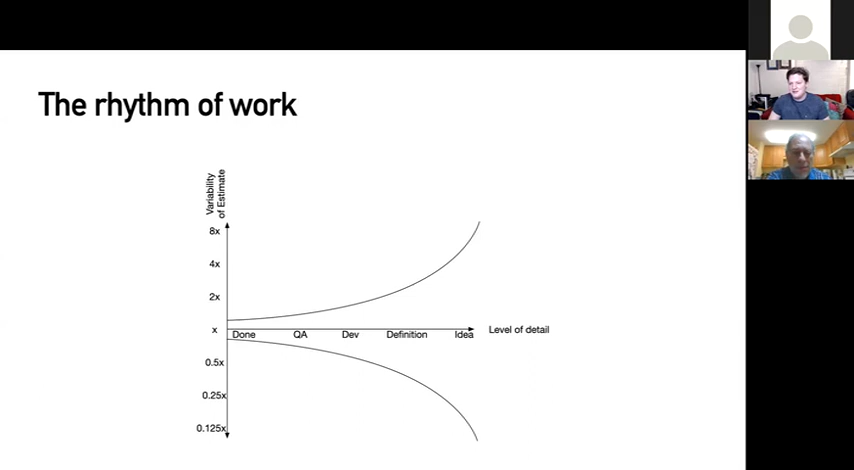 The rhythm of work
Variability
of Estimate
8x
4x
2x
x
Done QA Dev Definition Idea Level of detail
0.5x
0.25x
0.125x